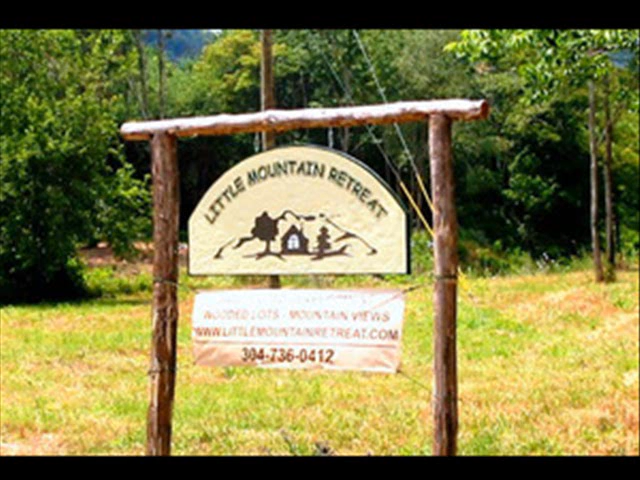 LITTLE MOUNTAIN RETREAT
WOODED LOTS - MOUNTAIN VIEWS
WWW.LITTLEMOUNTAINRETREAT.COM
304-736-0412